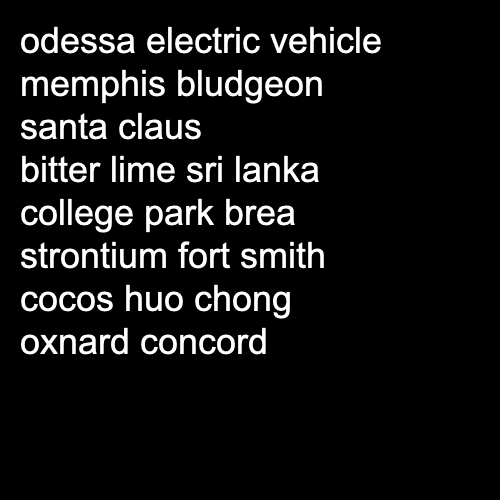 odessa electric vehicle
memphis bludgeon
santa claus
bitter lime sri lanka
college park brea
strontium fort smith
cocos huo chong
oxnard concord